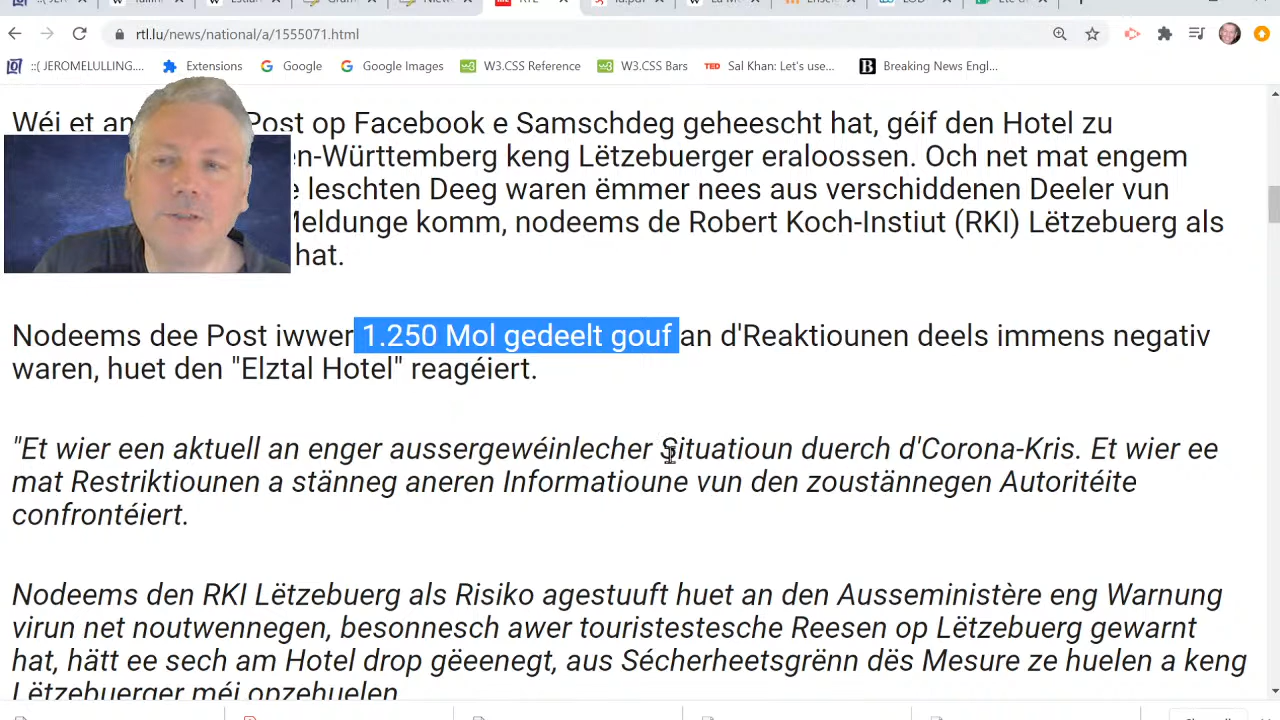 rtl.lu/news/national/a/1555071.html
::( JEROMELULLING.... Extensions Google Google Images W3.CSS Reference W3.CSS Bars TED Sal Khan: Let's use... B Breaking News Engl...
Wéi et an Post op Facebook e Samschdeg geheescht hat, géif den Hotel zu
n-Württemberg keng Lëtzebuerger eraloossen. Och net mat engem
leschten Deeg waren ëmmer nees aus verschiddenen Deeler vun
Meldunge komm, nodeems de Robert Koch-Instiut (RKI) Lëtzebuerg als
hat.
Nodeems dee Post iwwer 1.250 Mol gedeelt gouf an d'Reaktiounen deels immens negativ
waren, huet den "Elztal Hotel" reagéiert.
"Et wier een aktuell an enger aussergewéinlecher Situatioun duerch d'Corona-Kris. Et wier ee
mat Restriktiounen a stänneg aneren Informatioune vun den zoustännegen Autoritéite
confrontéiert.
Nodeems den RKI Lëtzebuerg als Risiko agestuuft huet an den Ausseministère eng Warnung
virun net noutwennegen, besonnesch awer touristestesche Reesen op Lëtzebuerg gewarnt
hat, hätt ee sech am Hotel drop gëeenegt, aus Sécherheetsgrënn dës Mesure ze huelen a keng
Lëtzebuerger méi opzehuelen